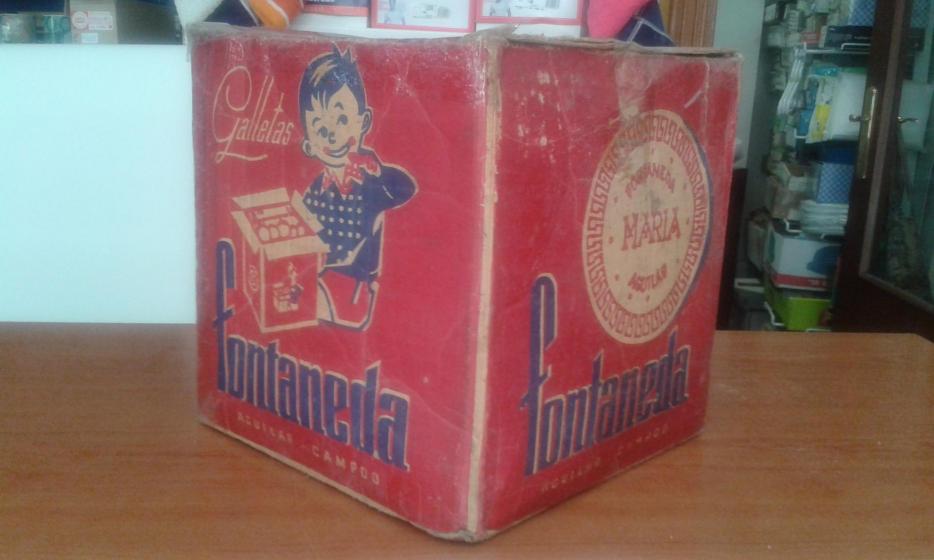 Galletas
fontaneda
AGUILAR - CAMPOO
FONTANEDA
MARIA
AGUILAR
fontaneda
AGUILAR - CAMPOO